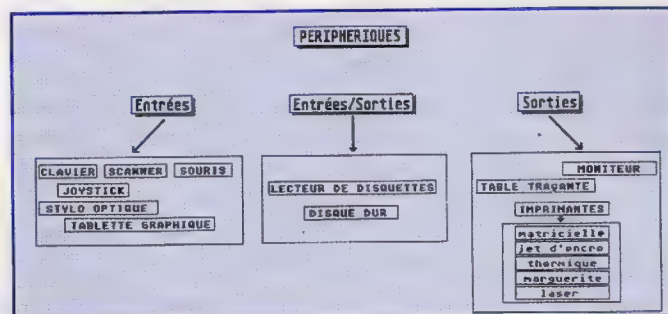 PERIPHERIQUES
Entrées
Entrées/Sorties
Sorties
CLAVIER SCANNER SOURIS
JOYSTICK
STYLO OPTIQUE
TABLETTE GRAPHIQUE
LECTEUR DE DISQUETTES
DISQUE DUR
MONITEUR
TABLE TRAÇANTE
IMPRIMANTES
matricielle
jet d'encre
thermique
marguerite
laser